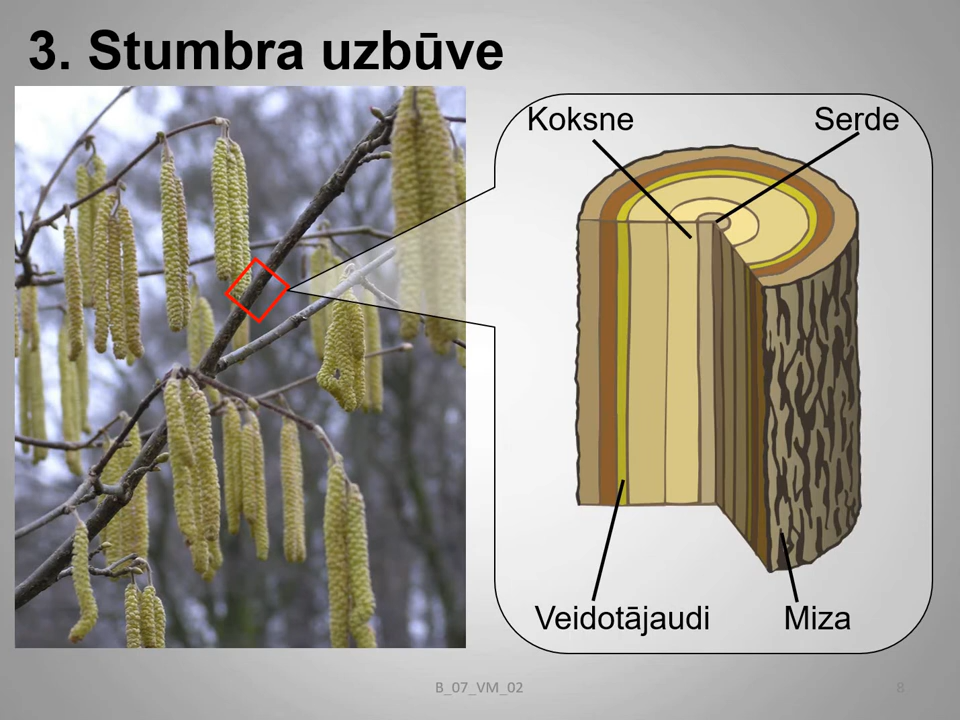 3. Stumbra uzbūve
Koksne
Serde
Veidotājaudi
Miza
B_07_VM_02
8